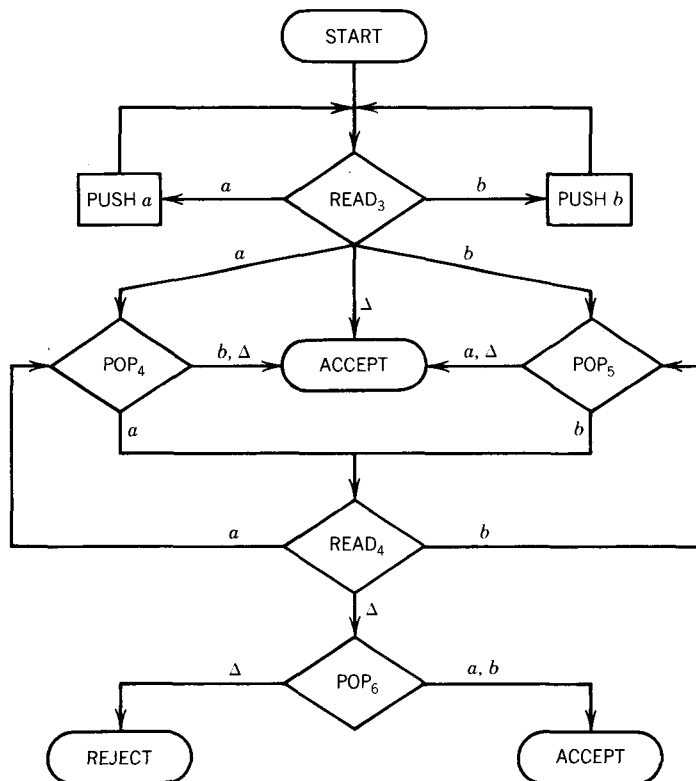 START
PUSH a
a
READ3
b
PUSH b
a
b
Δ
POP4
b, Δ
ACCEPT
a, Δ
POP5
a
b
a
READ4
b
Δ
Δ
POP6
a, b
REJECT
ACCEPT